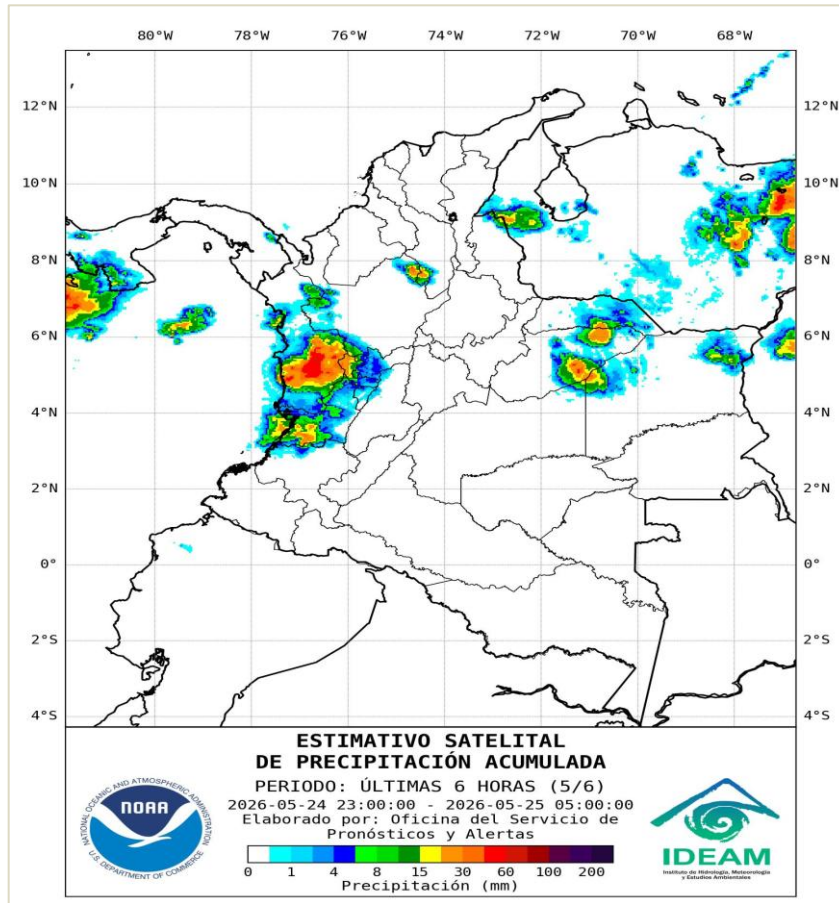 80°W 78°W 76°W 74°W 72°W 70°W 68°W
12°N 12°N
10°N 10°N
8°N 8°N
6°N 6°N
4°N 4°N
2°N 2°N
0° 0°
2°S 2°S
4°S 4°S
ESTIMATIVO SATELITAL
DE PRECIPITACIÓN ACUMULADA
PERIODO: ÚLTIMAS 6 HORAS (5/6)
2026-05-24 23:00:00 - 2026-05-25 05:00:00
Elaborado por: Oficina del Servicio de
Pronósticos y Alertas
0 1 4 8 15 30 60 100 200
Precipitación (mm)
NATIONAL OCEANIC AND ATMOSPHERIC ADMINISTRATION
NOAA
U.S. DEPARTMENT OF COMMERCE
IDEAM
Instituto de Hidrología, Meteorología
y Estudios Ambientales